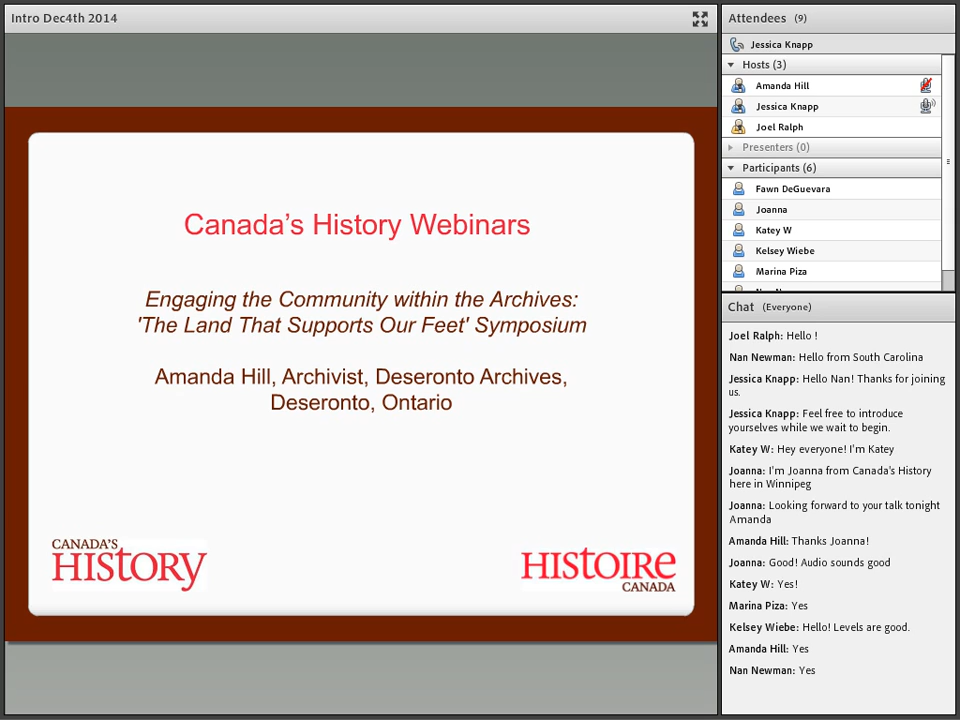 Intro Dec4th 2014
Canada's History Webinars
Engaging the Community within the Archives:
'The Land That Supports Our Feet' Symposium
Amanda Hill, Archivist, Deseronto Archives,
Deseronto, Ontario
CANADA'S
HISTORY
HISTOIRE
CANADA
Attendees (9)
Jessica Knapp
Hosts (3)
Amanda Hill
Jessica Knapp
Joel Ralph
Presenters (0)
Participants (6)
Fawn DeGuevara
Joanna
Katey W
Kelsey Wiebe
Marina Piza
Chat (Everyone)
Joel Ralph: Hello !
Nan Newman: Hello from South Carolina
Jessica Knapp: Hello Nan! Thanks for joining
us.
Jessica Knapp: Feel free to introduce
yourselves while we wait to begin.
Katey W: Hey everyone! I'm Katey
Joanna: I'm Joanna from Canada's History
here in Winnipeg
Joanna: Looking forward to your talk tonight
Amanda
Amanda Hill: Thanks Joanna!
Joanna: Good! Audio sounds good
Katey W: Yes!
Marina Piza: Yes
Kelsey Wiebe: Hello! Levels are good.
Amanda Hill: Yes
Nan Newman: Yes